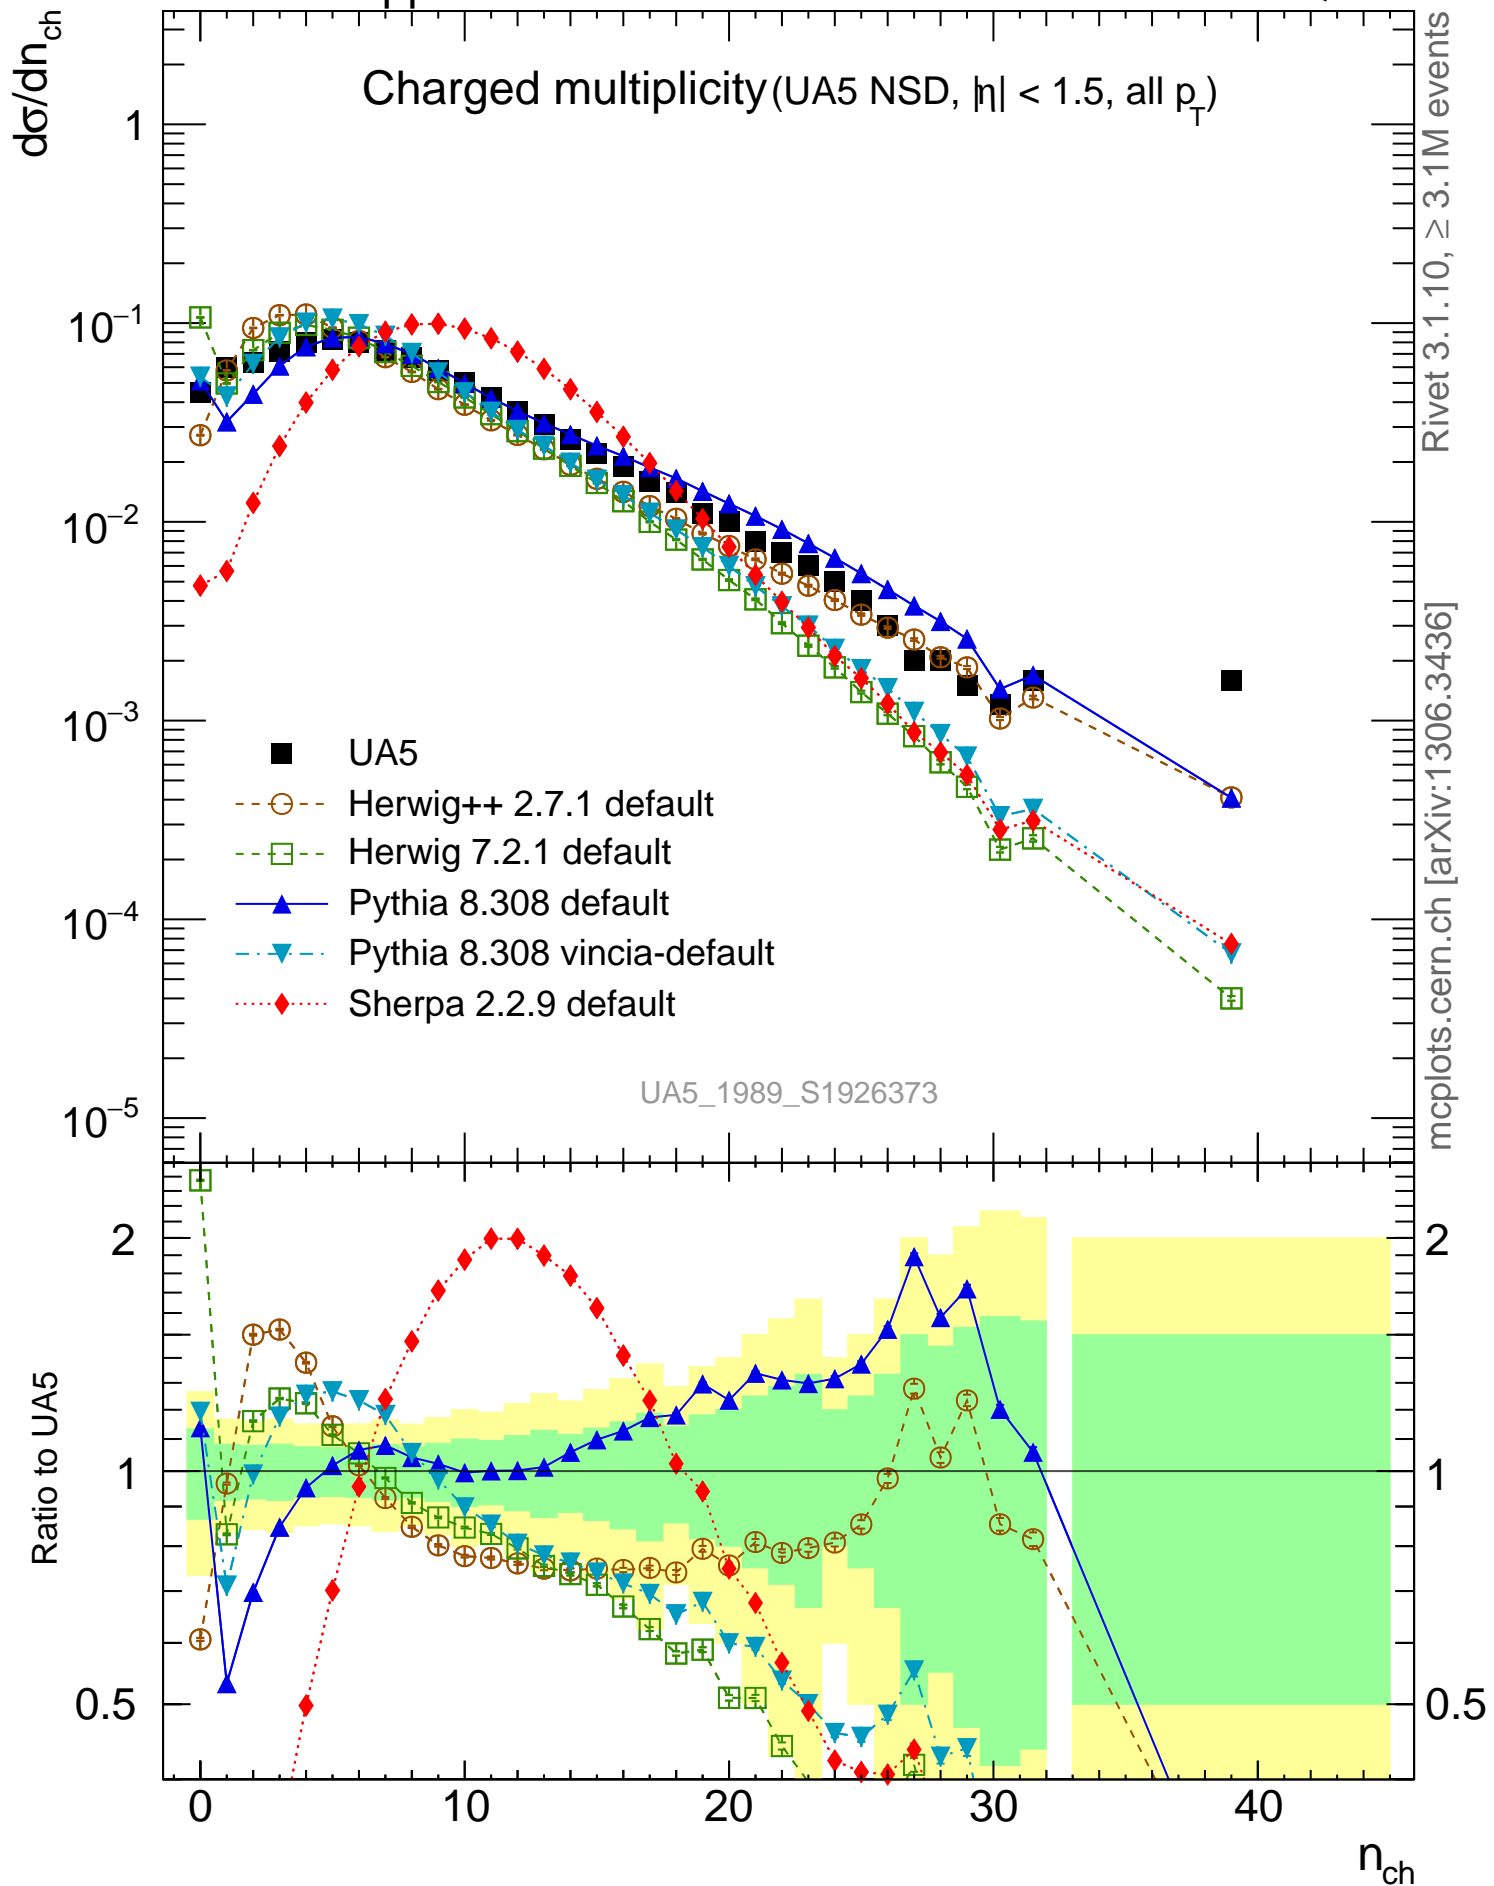 dσ/dn_ch
Charged multiplicity (UA5 NSD, |η| < 1.5, all p_T)
1
10⁻¹
10⁻²
10⁻³
10⁻⁴
10⁻⁵
UA5
Herwig++ 2.7.1 default
Herwig 7.2.1 default
Pythia 8.308 default
Pythia 8.308 vincia-default
Sherpa 2.2.9 default
UA5_1989_S1926373
Rivet 3.1.10, ≥ 3.1M events
mcplots.cern.ch [arXiv:1306.3436]
Ratio to UA5
2
1
0.5
2
1
0.5
0 10 20 30 40
n_ch